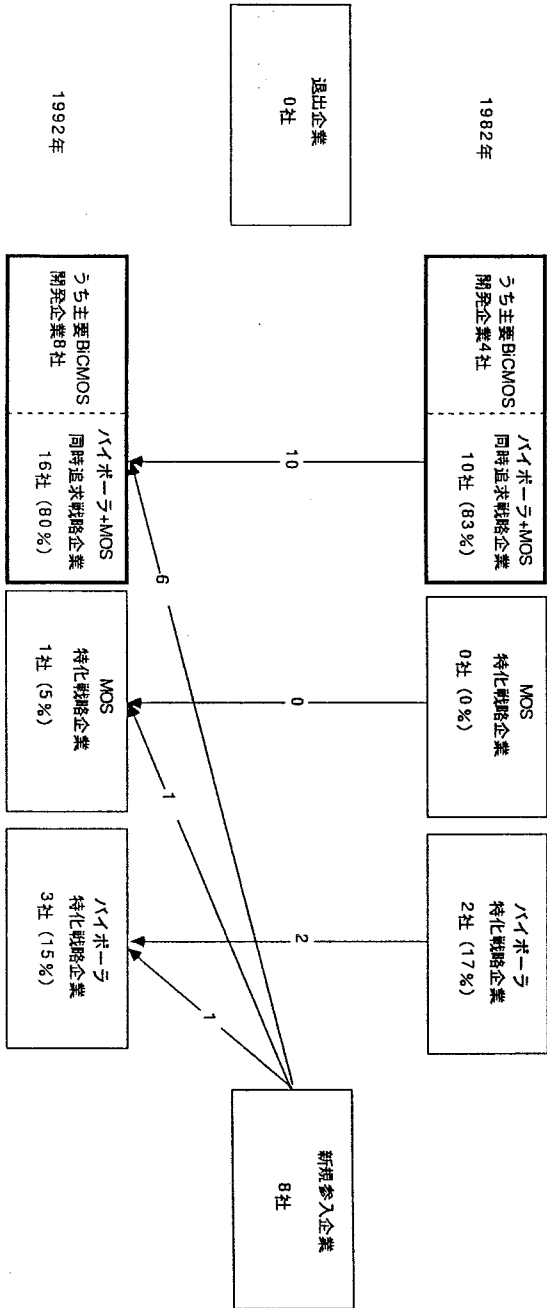 1982年
うち主要BiCMOS
開発企業4社
バイポーラ+MOS
同時追求戦略企業
10社 (83%)
MOS
特化戦略企業
0社 (0%)
バイポーラ
特化戦略企業
2社 (17%)
退出企業
0社
10
0
2
6
1
1
新規参入企業
8社
1992年
うち主要BiCMOS
開発企業8社
バイポーラ+MOS
同時追求戦略企業
16社 (80%)
MOS
特化戦略企業
1社 (5%)
バイポーラ
特化戦略企業
3社 (15%)